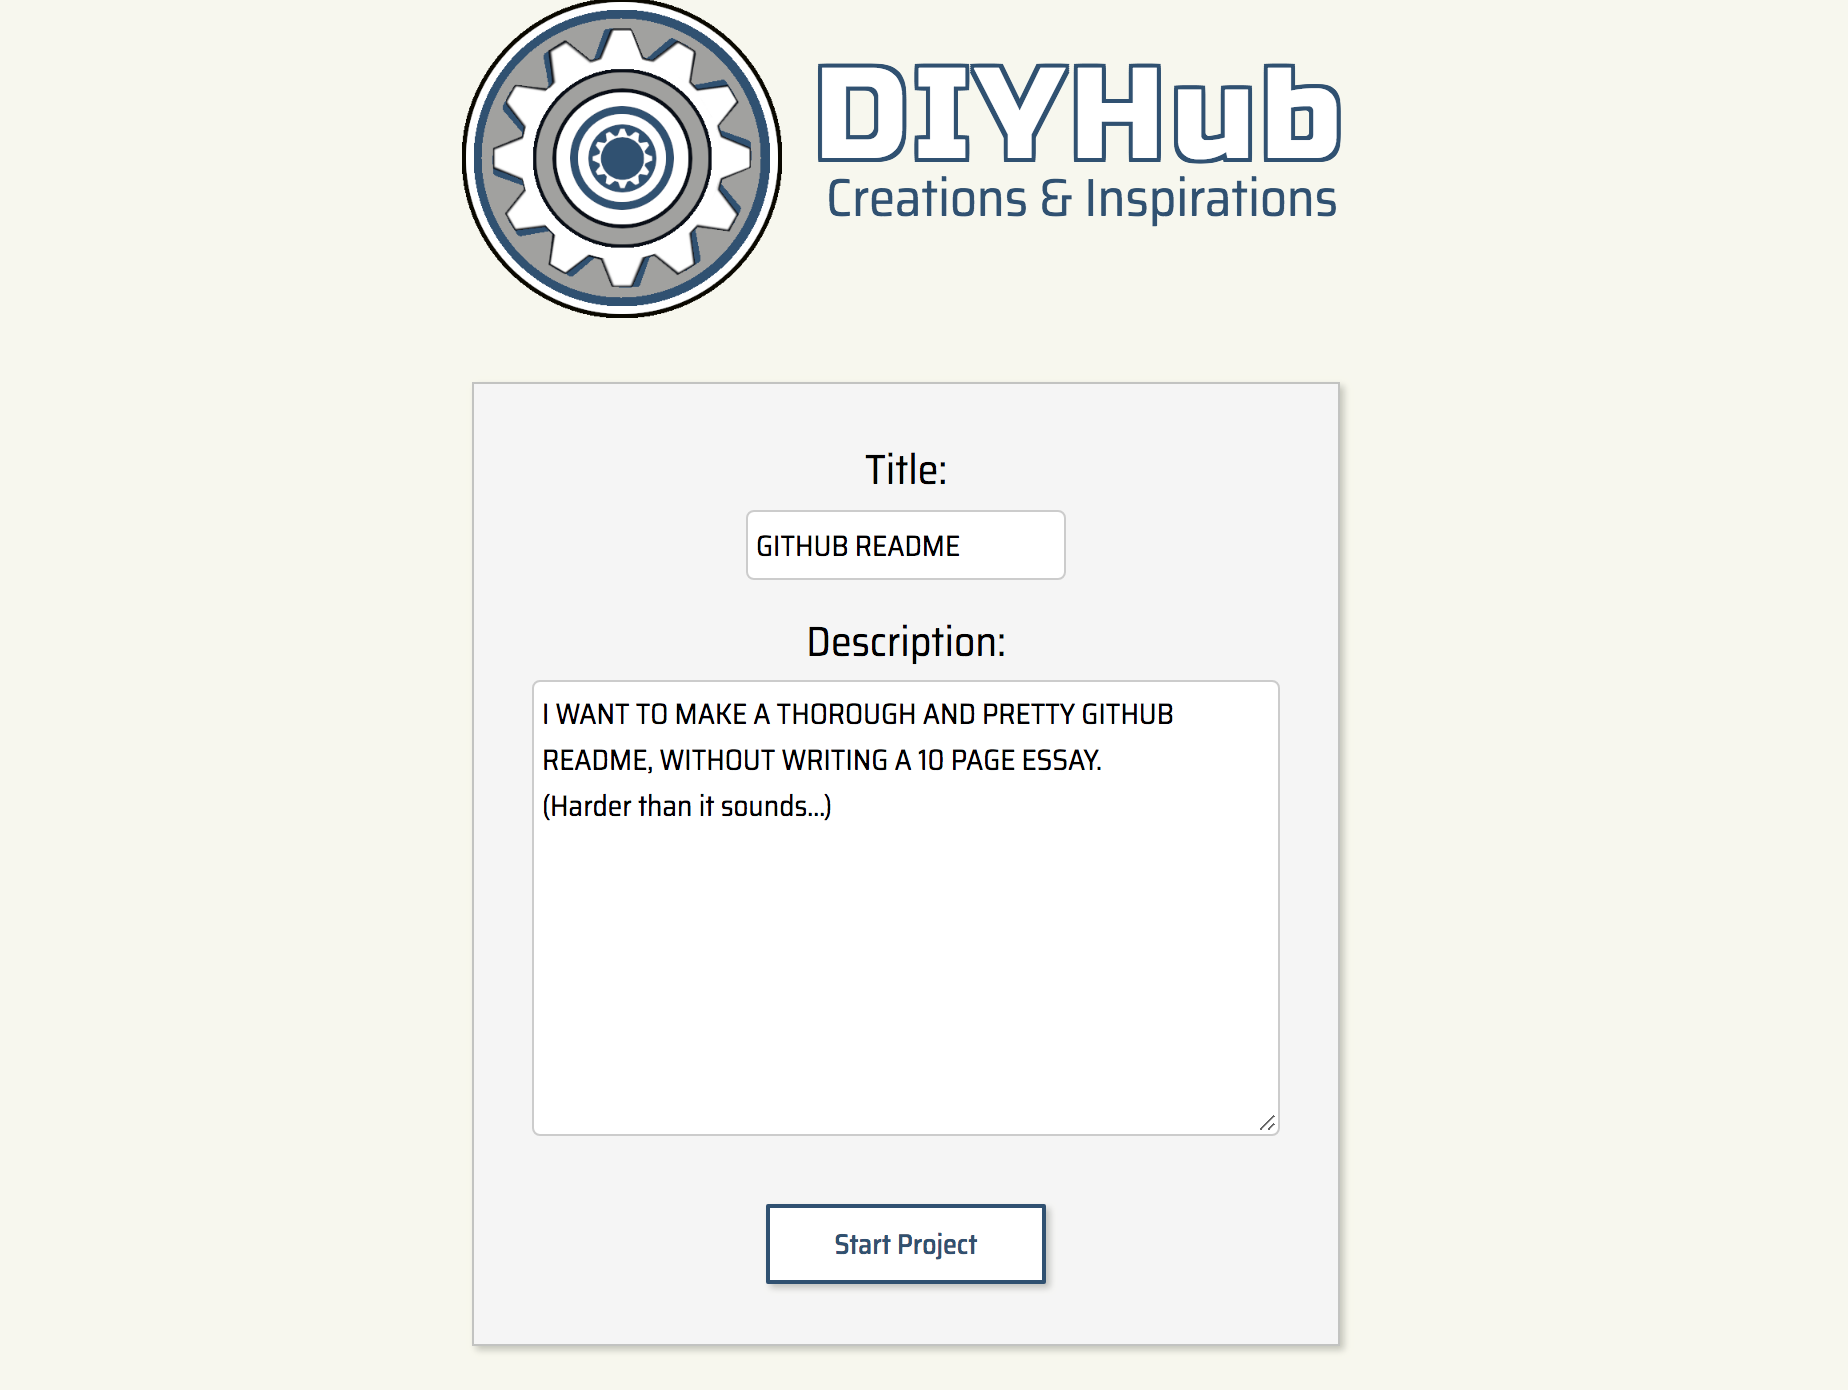 DIYHub
Creations & Inspirations
Title:
GITHUB README
Description:
I WANT TO MAKE A THOROUGH AND PRETTY GITHUB
README, WITHOUT WRITING A 10 PAGE ESSAY.
(Harder than it sounds...)
Start Project